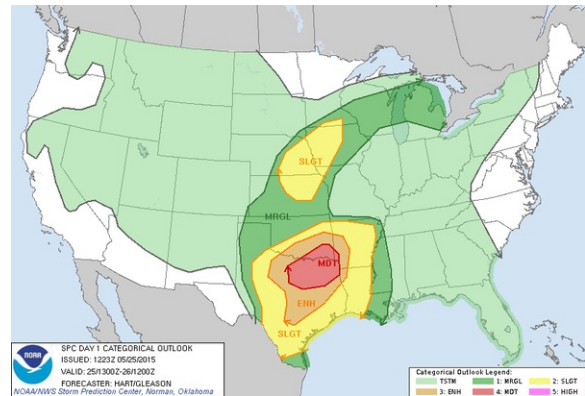 SLGT
MRGL
MDT
ENH
SLGT
NOAA
SPC DAY 1 CATEGORICAL OUTLOOK
ISSUED: 1223Z 05/25/2015
VALID: 25/1300Z-26/1200Z
FORECASTER: HART/GLEASON
NOAA/NWS Storm Prediction Center, Norman, Oklahoma
Categorical Outlook Legend:
TSTM 1: MRGL 2: SLGT
3: ENH 4: MDT 5: HIGH